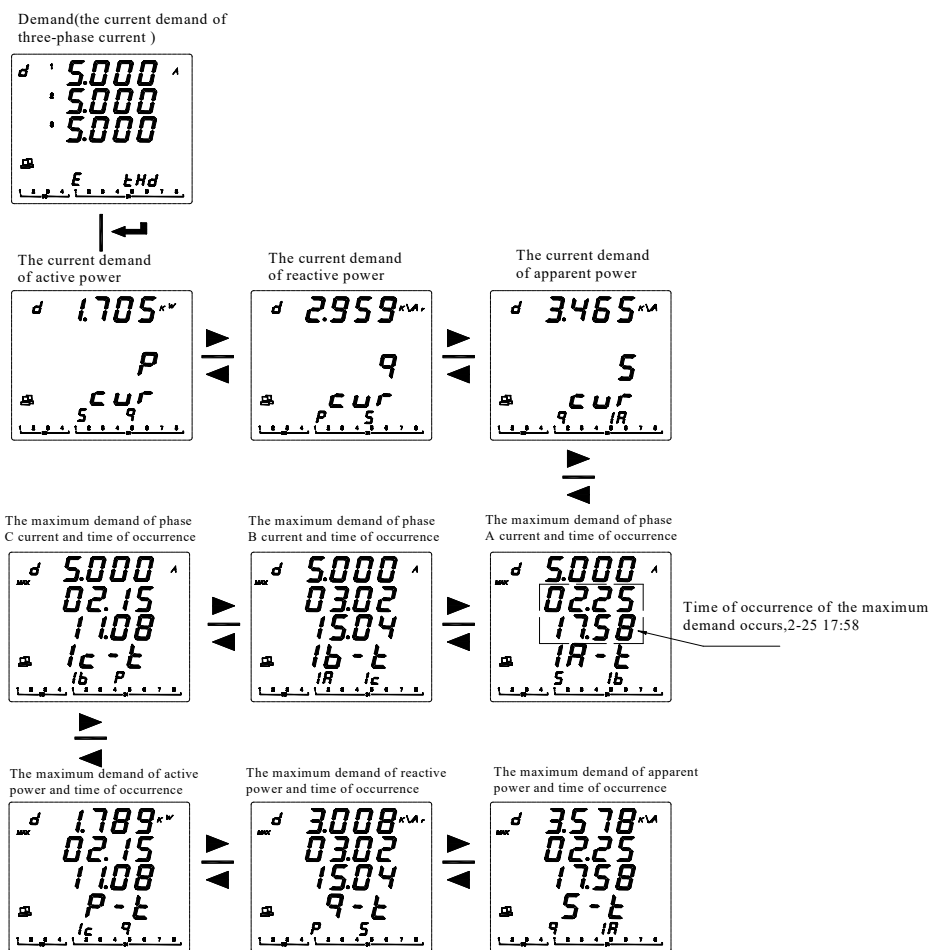 Demand(the current demand of
three-phase current )
d 1 5.000 A
2 5.000
3 5.000
E tHd
The current demand
of active power
The current demand
of reactive power
The current demand
of apparent power
d 1.705 KW
P
cur
S q
d 2.959 KVAr
q
cur
P S
d 3.465 KVA
S
cur
q IA
The maximum demand of phase
C current and time of occurrence
The maximum demand of phase
B current and time of occurrence
The maximum demand of phase
A current and time of occurrence
d 5.000 A
MAX
02.15
11.08
Ic-t
Ib P
d 5.000 A
03.02
15.04
Ib-t
IA Ic
d 5.000 A
MAX
02.25
17.58
IA-t
S Ib
Time of occurrence of the maximum
demand occurs,2-25 17:58
The maximum demand of active
power and time of occurrence
The maximum demand of reactive
power and time of occurrence
The maximum demand of apparent
power and time of occurrence
d 1.789 KW
MAX
02.15
11.08
P-t
Ic q
d 3.008 KVAr
MAX
03.02
15.04
q-t
P S
d 3.578 KVA
MAX
02.25
17.58
S-t
q IA